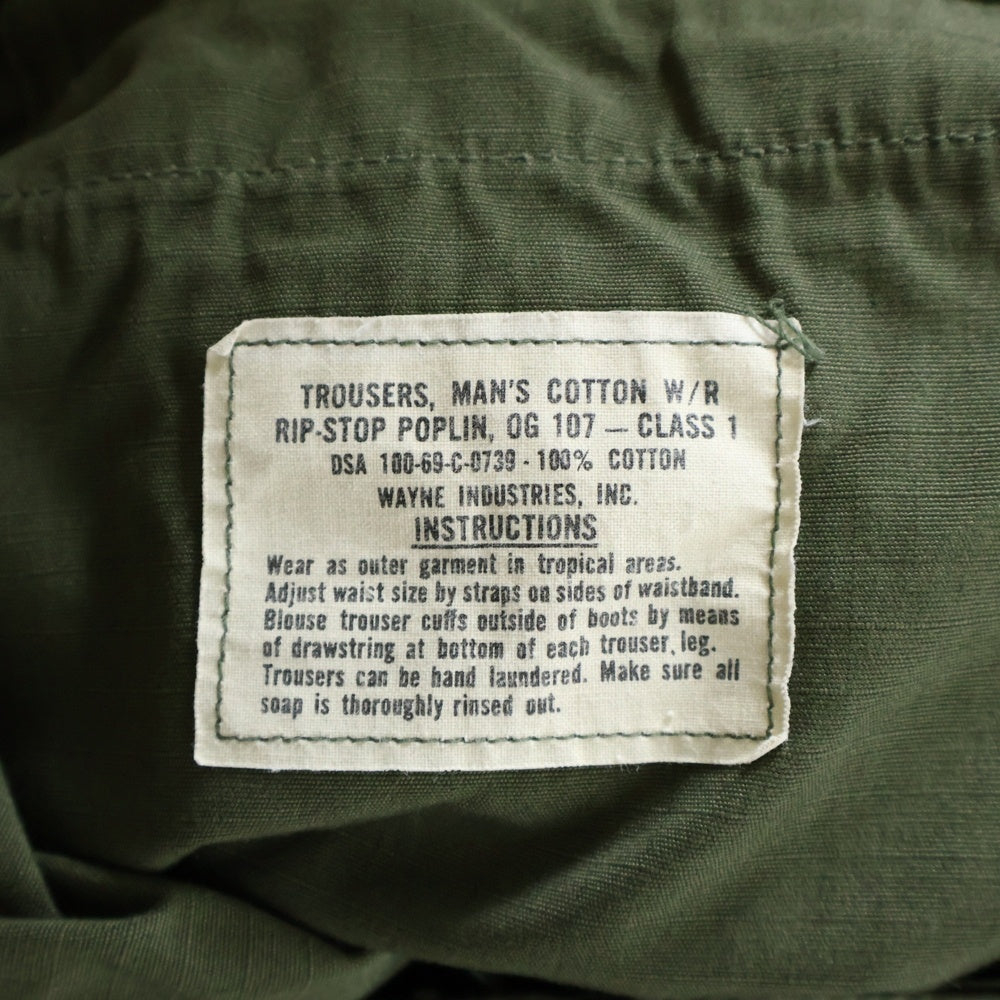 TROUSERS, MAN'S COTTON W/R
RIP-STOP POPLIN, OG 107 — CLASS 1
DSA 100-69-C-0739 - 100% COTTON
WAYNE INDUSTRIES, INC.
INSTRUCTIONS
Wear as outer garment in tropical areas.
Adjust waist size by straps on sides of waistband.
Blouse trouser cuffs outside of boots by means
of drawstring at bottom of each trouser leg.
Trousers can be hand laundered. Make sure all
soap is thoroughly rinsed out.